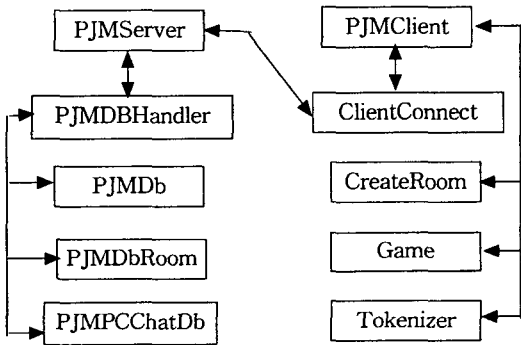 PJMServer
PJMClient
PJMDBHandler
ClientConnect
PJMDb
CreateRoom
PJMDbRoom
Game
PJMPCChatDb
Tokenizer